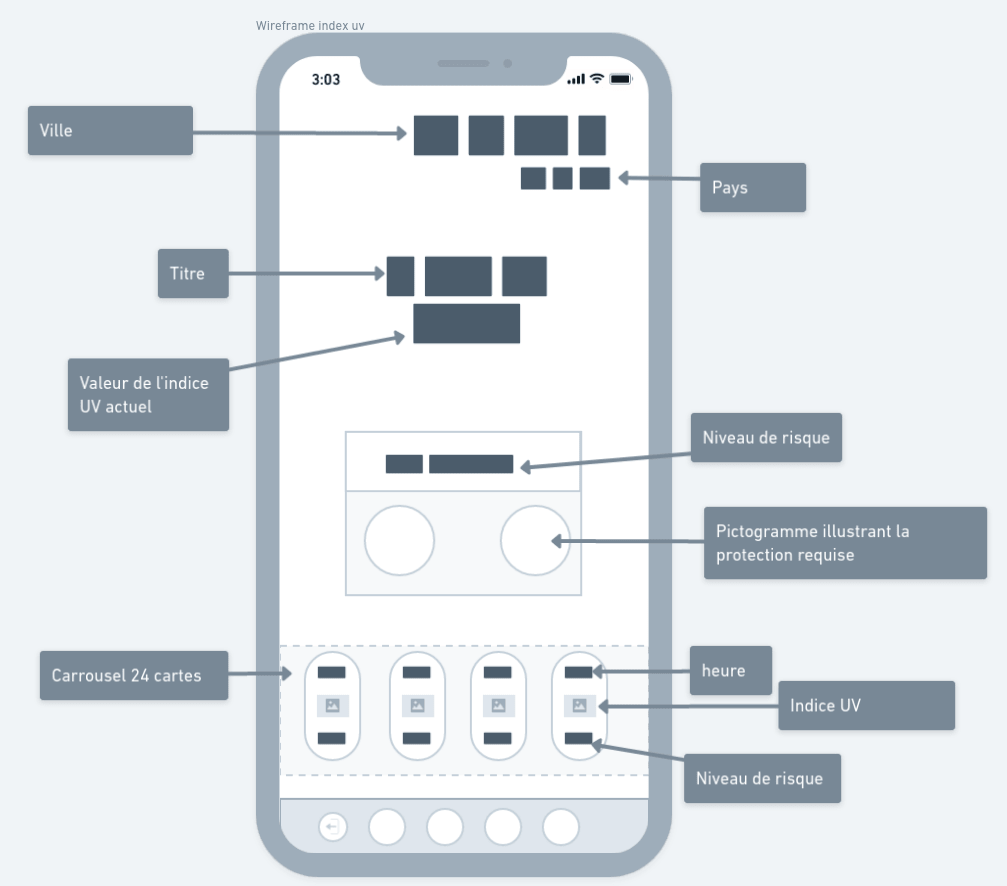 Wireframe index uv
3:03
Ville
Pays
Titre
Valeur de l'indice
UV actuel
Niveau de risque
Pictogramme illustrant la
protection requise
Carrousel 24 cartes
heure
Indice UV
Niveau de risque